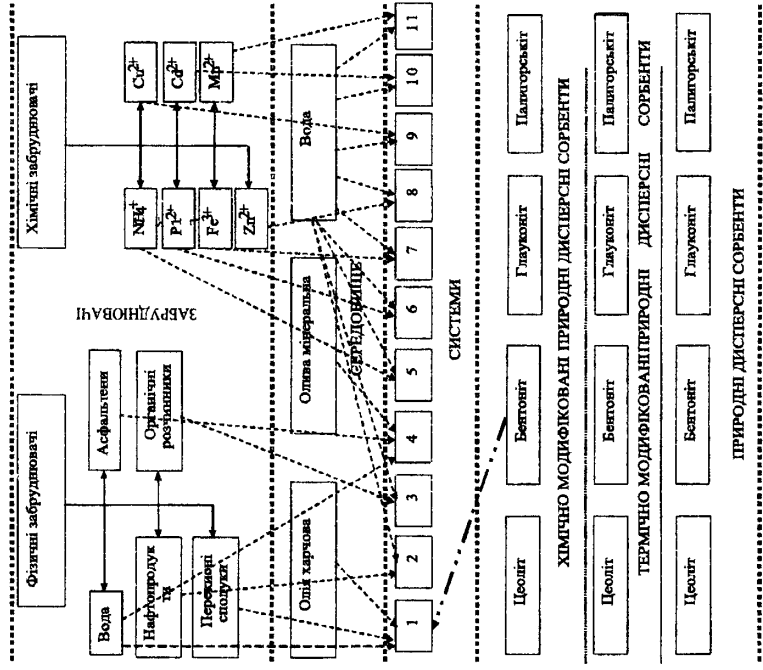 Фізичні забруднювачі
Хімічні забруднювачі
Асфальтени
Органічні
розчинники
Вода
Нафтопродук
ти
Перекисні
сполуки
ЗАБРУДНЮВАЧІ
Cu2+
Cd2+
Mn2+
NH4+
P12+
Fe3+
Zn2+
Олія харчова
Олива мінеральна
Вода
СЕРЕДОВИЩЕ
1
2
3
4
5
6
7
8
9
10
11
СИСТЕМИ
Цеоліт
Бентоніт
Глауконіт
Палигорськіт
ХІМІЧНО МОДИФІКОВАНІ ПРИРОДНІ ДИСПЕРСНІ СОРБЕНТИ
Цеоліт
Бентоніт
Глауконіт
Палигорськіт
ТЕРМІЧНО МОДИФІКОВАНІ ПРИРОДНІ ДИСПЕРСНІ СОРБЕНТИ
Цеоліт
Бентоніт
Глауконіт
Палигорськіт
ПРИРОДНІ ДИСПЕРСНІ СОРБЕНТИ